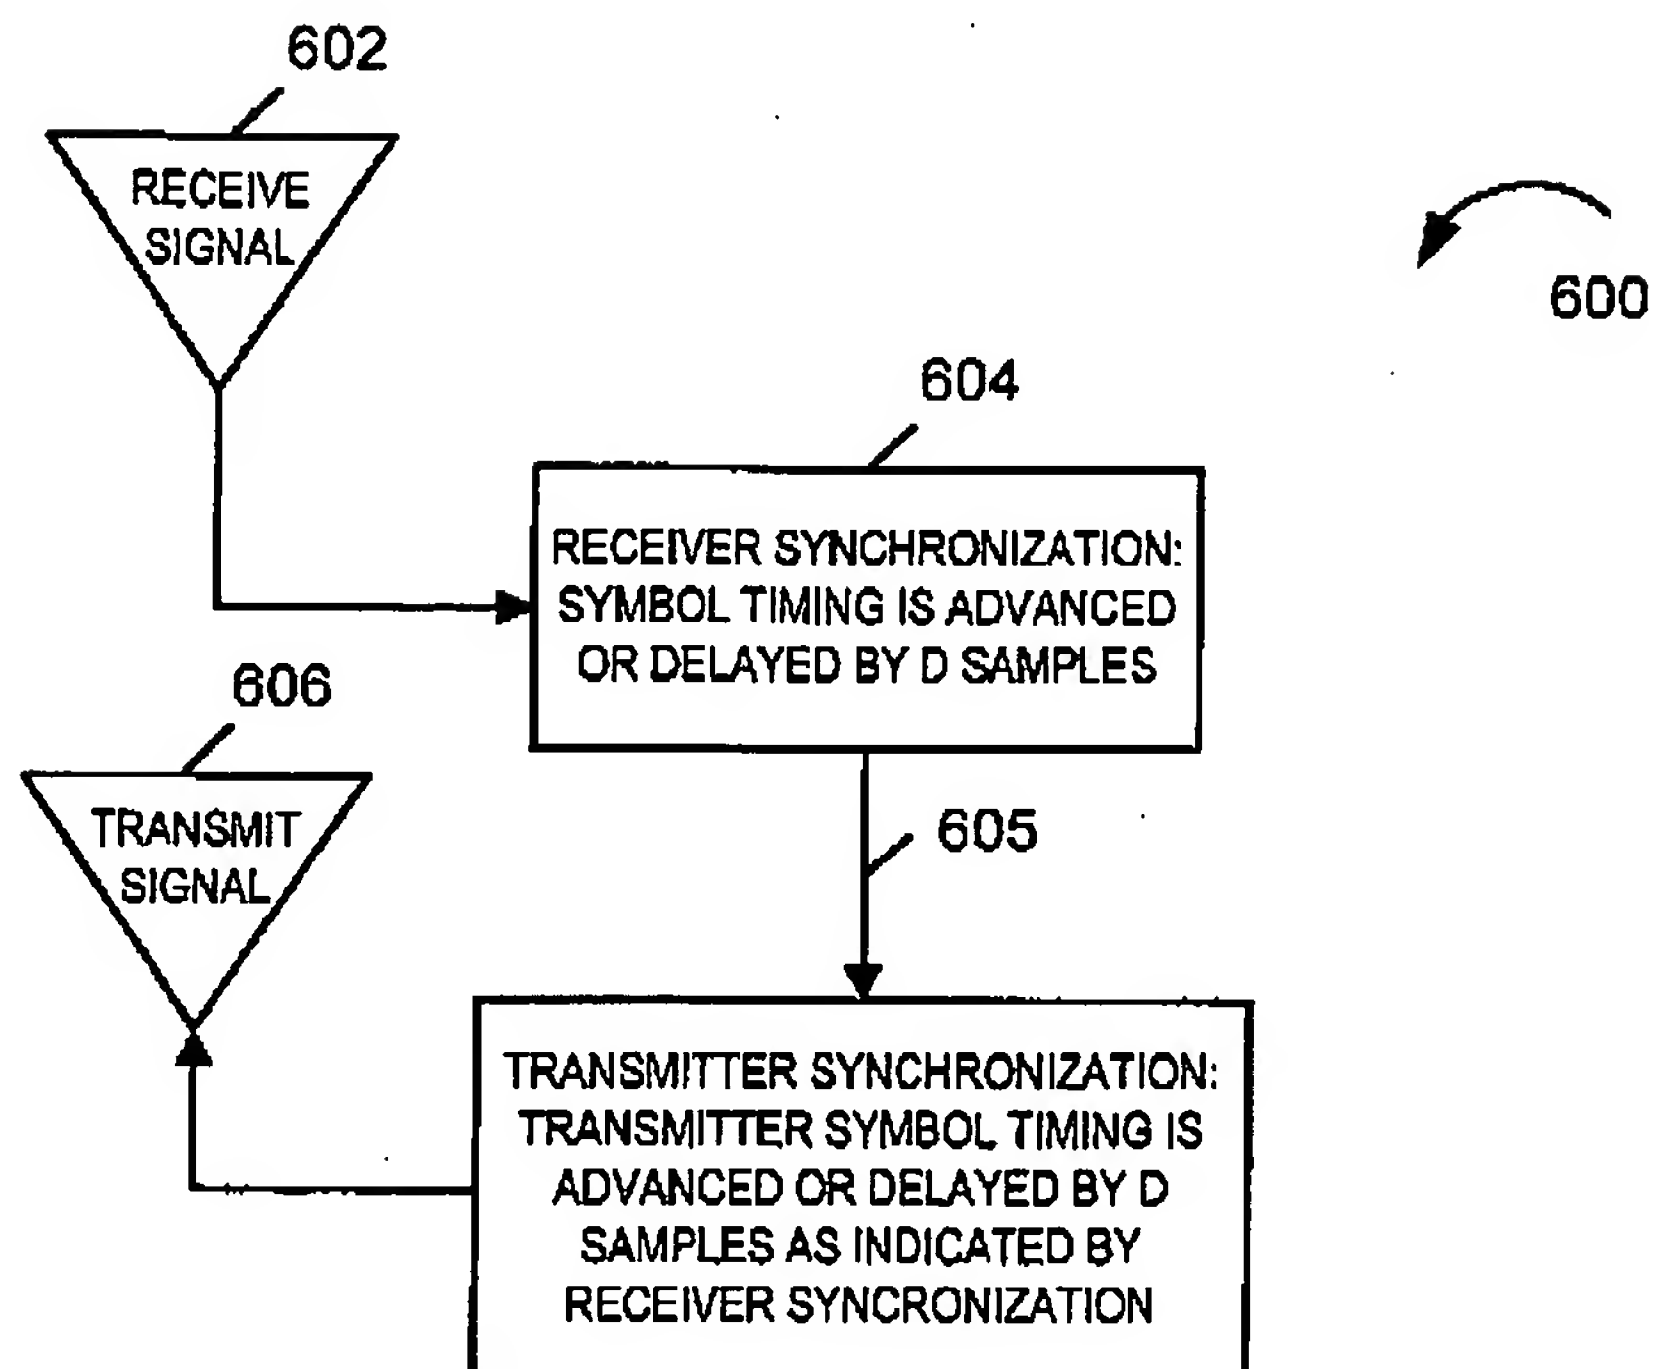 602
RECEIVE
SIGNAL
600
604
RECEIVER SYNCHRONIZATION:
SYMBOL TIMING IS ADVANCED
OR DELAYED BY D SAMPLES
606
TRANSMIT
SIGNAL
605
TRANSMITTER SYNCHRONIZATION:
TRANSMITTER SYMBOL TIMING IS
ADVANCED OR DELAYED BY D
SAMPLES AS INDICATED BY
RECEIVER SYNCRONIZATION